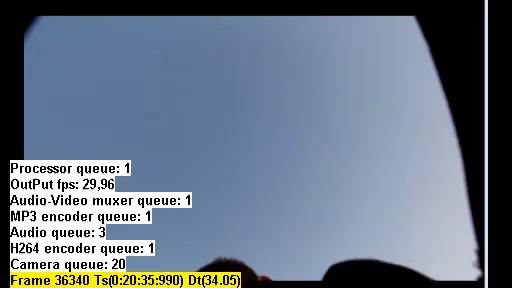 Processor queue: 1
OutPut fps: 29,96
Audio-Video muxer queue: 1
MP3 encoder queue: 1
Audio queue: 3
H264 encoder queue: 1
Camera queue: 20
Frame 36340 Ts(0:20:35:990) Dt(34.05)